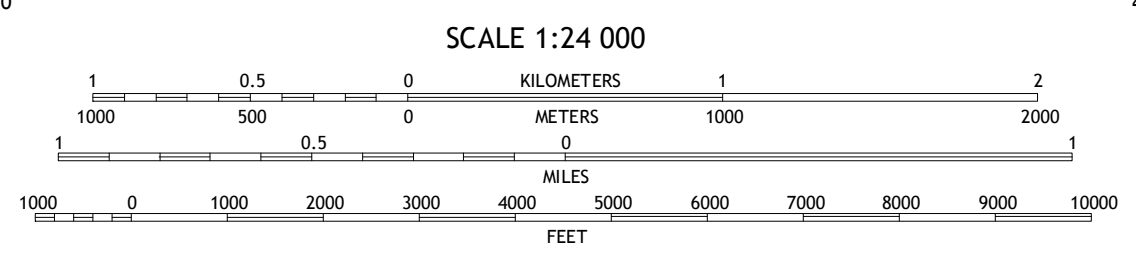 SCALE 1:24 000
1 0.5 0 KILOMETERS 1 2
1000 500 0 METERS 1000 2000
1 0.5 0 1
MILES
1000 0 1000 2000 3000 4000 5000 6000 7000 8000 9000 10000
FEET